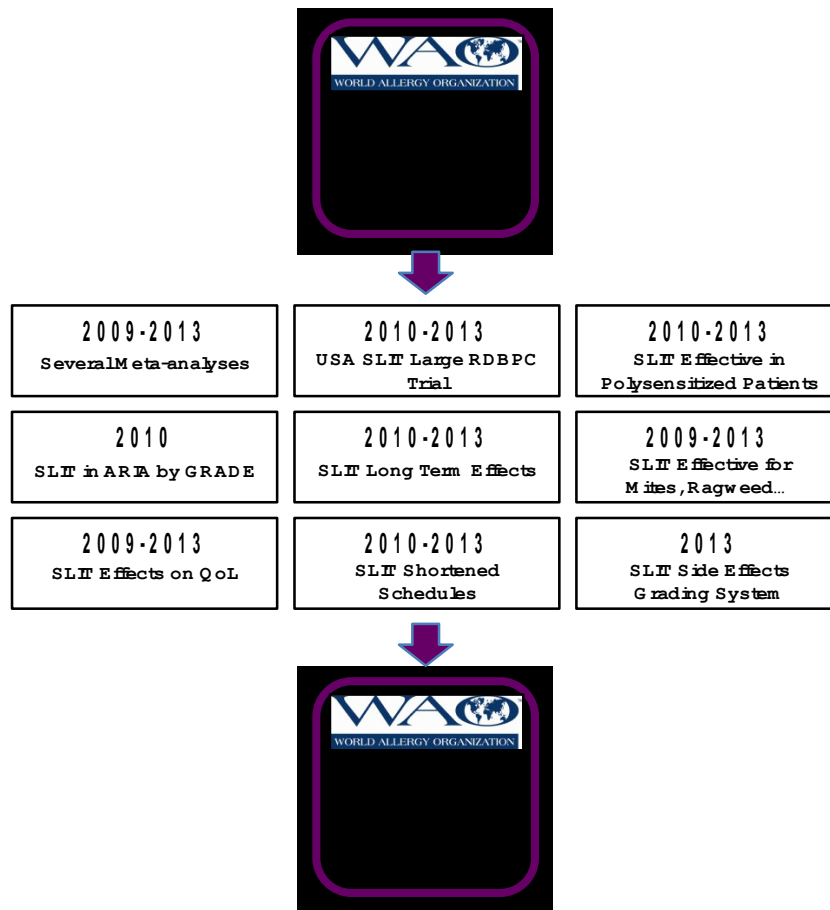 WAO
WORLD ALLERGY ORGANIZATION
2009-2013
Several Meta-analyses
2010-2013
USA SLIT Large RDBPC
Trial
2010-2013
SLIT Effective in
Polysensitized Patients
2010
SLIT in ARIA by GRADE
2010-2013
SLIT Long Term Effects
2009-2013
SLIT Effective for
Mites, Ragweed…
2009-2013
SLIT Effects on QoL
2010-2013
SLIT Shortened
Schedules
2013
SLIT Side Effects
Grading System
WAO
WORLD ALLERGY ORGANIZATION